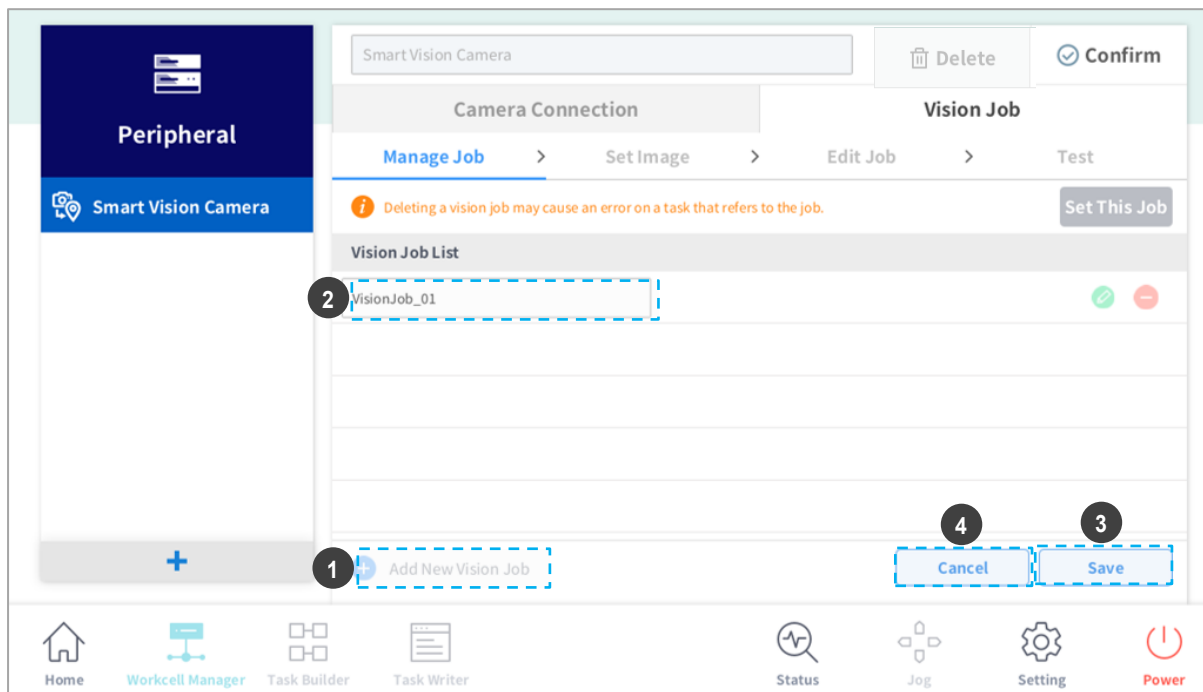 Peripheral
Smart Vision Camera
+
Smart Vision Camera
Delete
Confirm
Camera Connection
Vision Job
Manage Job > Set Image > Edit Job > Test
i Deleting a vision job may cause an error on a task that refers to the job.
Set This Job
Vision Job List
2
VisionJob_01
4
3
1
+ Add New Vision Job
Cancel
Save
Home
Workcell Manager
Task Builder
Task Writer
Status
Jog
Setting
Power